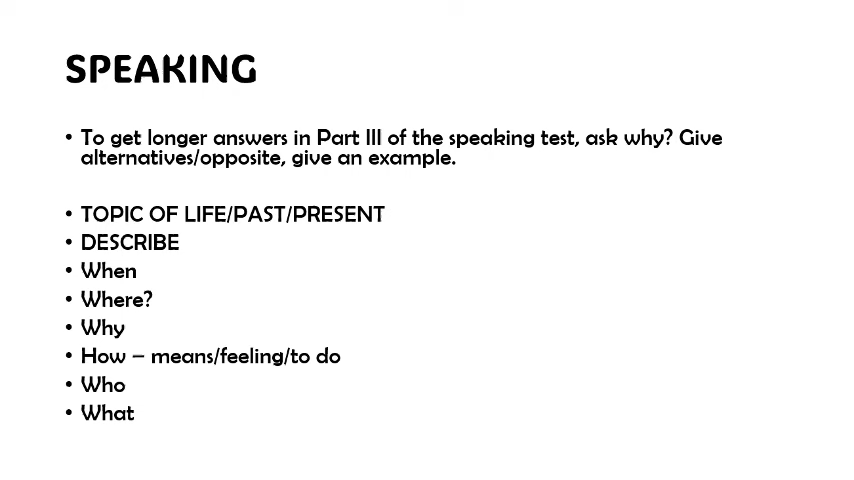 SPEAKING
• To get longer answers in Part III of the speaking test, ask why? Give
alternatives/opposite, give an example.
• TOPIC OF LIFE/PAST/PRESENT
• DESCRIBE
• When
• Where?
• Why
• How – means/feeling/to do
• Who
• What